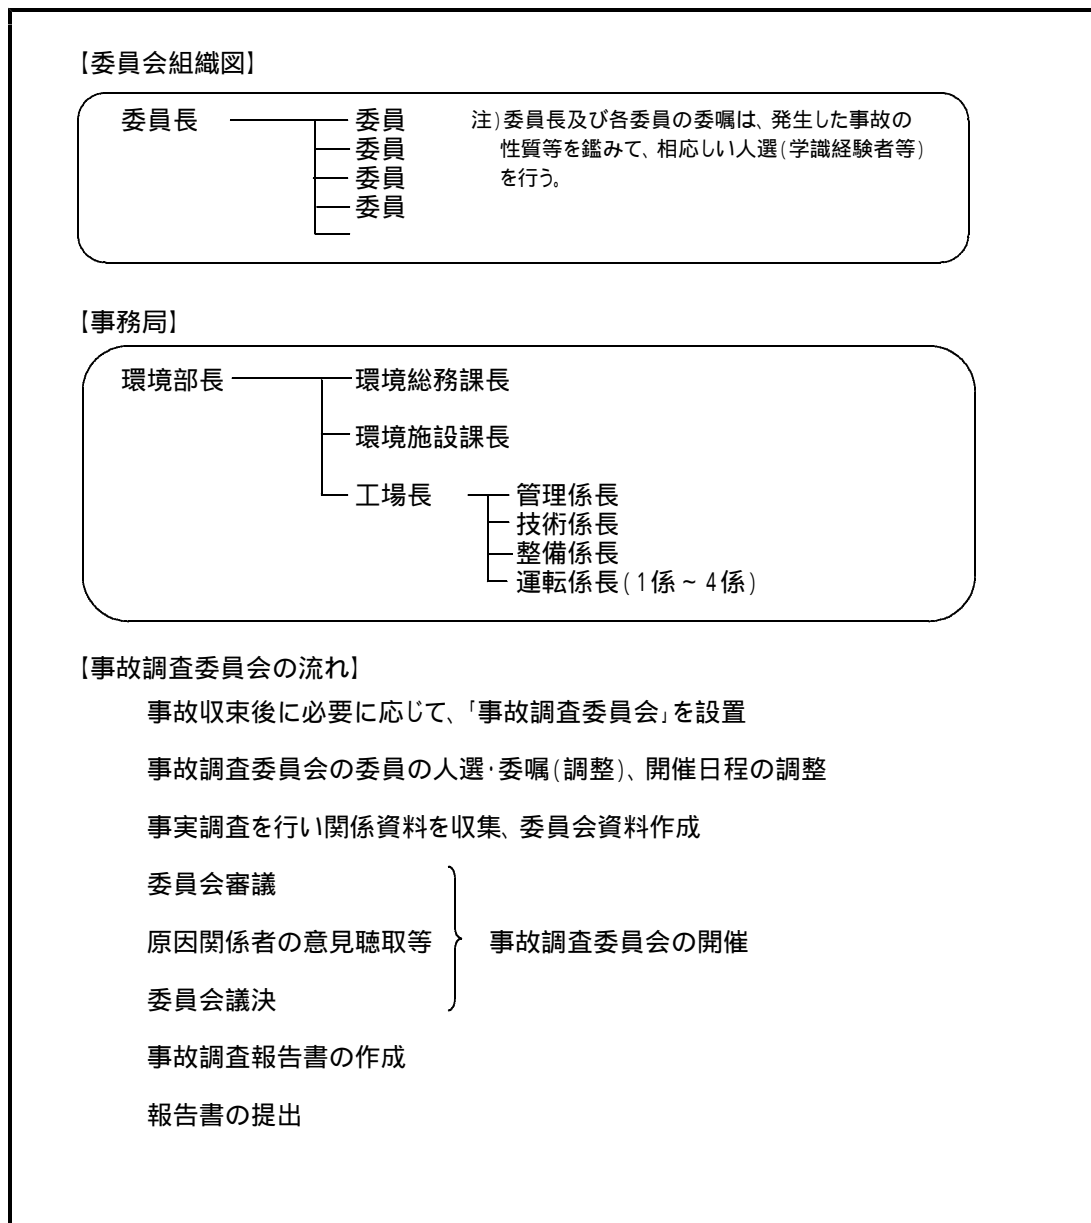 【委員会組織図】
委員長 委員 注)委員長及び各委員の委嘱は、発生した事故の
委員 性質等を鑑みて、相応しい人選(学識経験者等)
委員 を行う。
委員
【事務局】
環境部長 環境総務課長
環境施設課長
工場長 管理係長
技術係長
整備係長
運転係長(1係~4係)
【事故調査委員会の流れ】
事故収束後に必要に応じて、「事故調査委員会」を設置
事故調査委員会の委員の人選・委嘱(調整)、開催日程の調整
事実調査を行い関係資料を収集、委員会資料作成
委員会審議
原因関係者の意見聴取等 事故調査委員会の開催
委員会議決
事故調査報告書の作成
報告書の提出